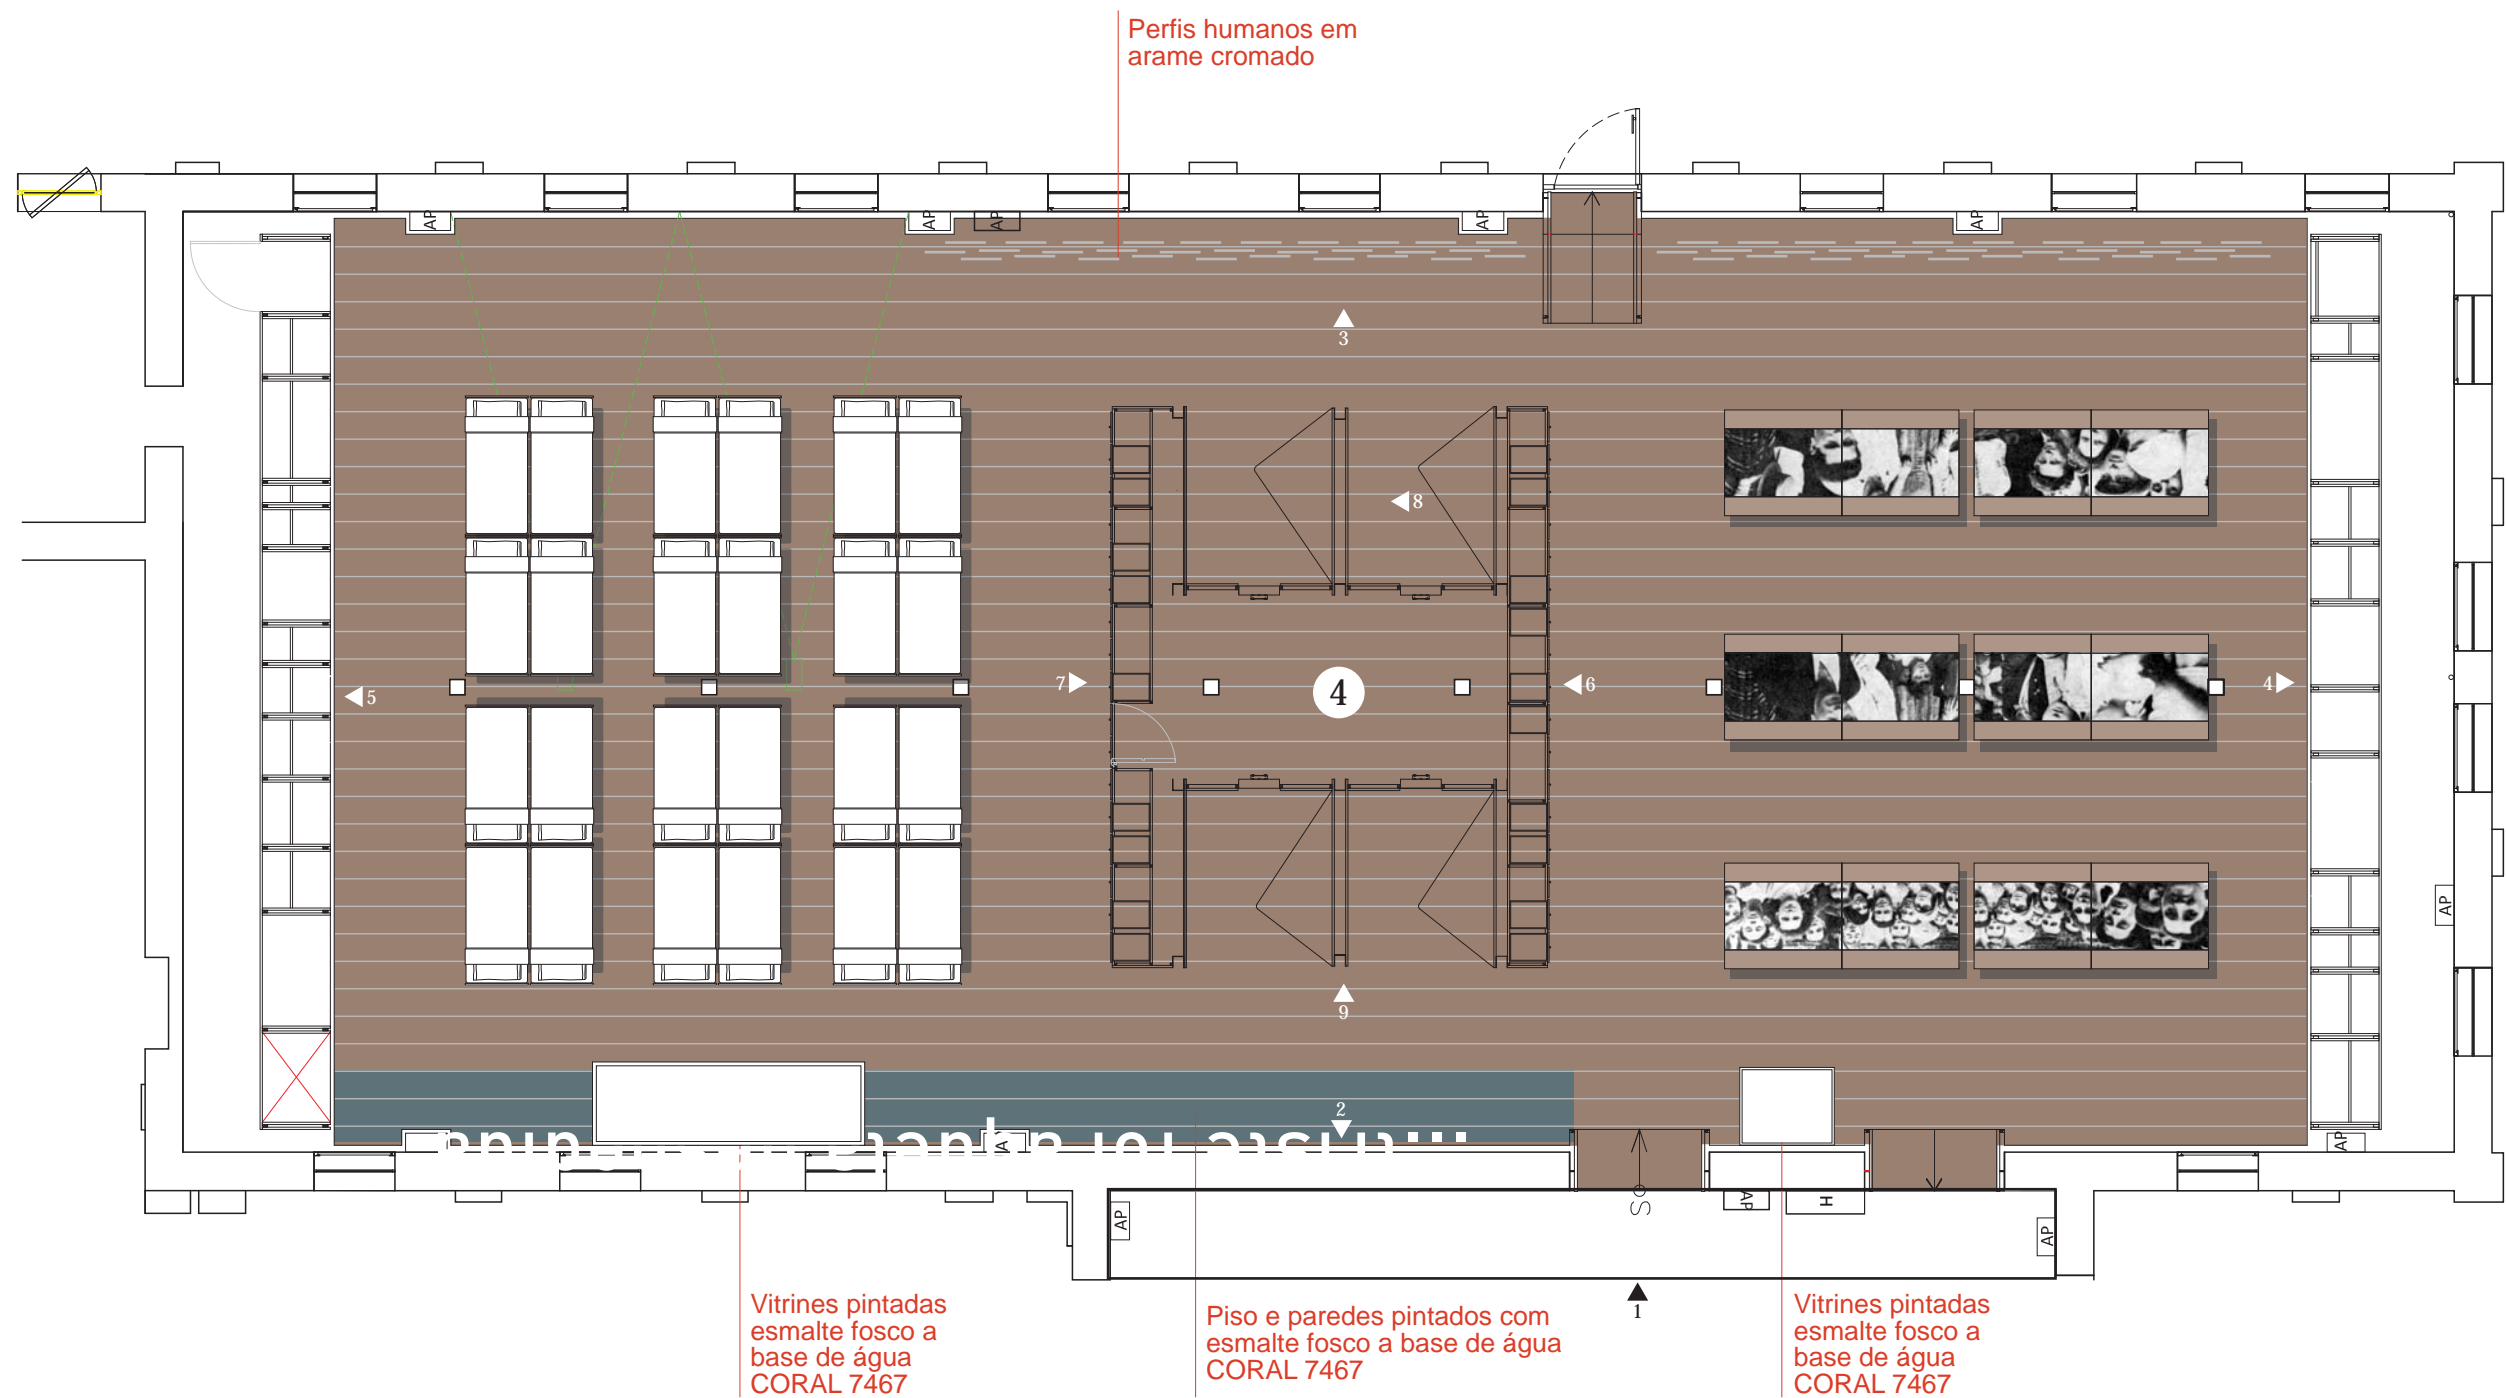 Perfis humanos em
arame cromado
AP
AP
AP
AP
AP
3
8
7
4
6
4
5
9
2
AP
A
AP
So
AP
H
AP
AP
1
Vitrines pintadas
esmalte fosco a
base de água
CORAL 7467
Piso e paredes pintados com
esmalte fosco a base de água
CORAL 7467
Vitrines pintadas
esmalte fosco a
base de água
CORAL 7467